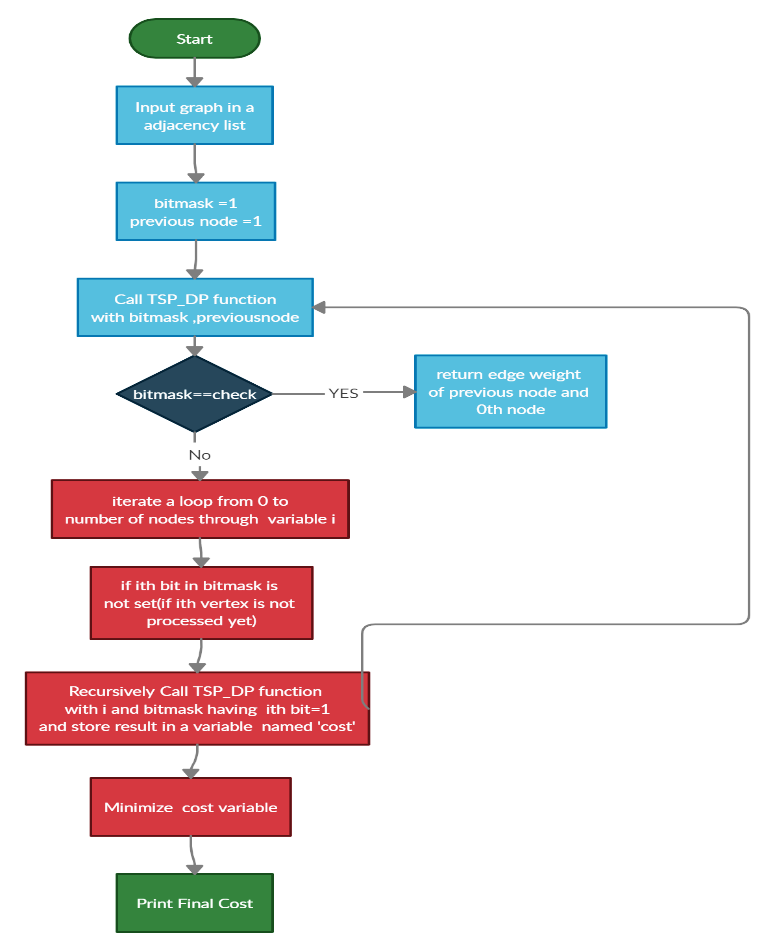 Start
Input graph in a
adjacency list
bitmask =1
previous node =1
Call TSP_DP function
with bitmask ,previousnode
bitmask==check
YES
return edge weight
of previous node and
0th node
No
iterate a loop from 0 to
number of nodes through variable i
if ith bit in bitmask is
not set(if ith vertex is not
processed yet)
Recursively Call TSP_DP function
with i and bitmask having ith bit=1
and store result in a variable named 'cost'
Minimize cost variable
Print Final Cost